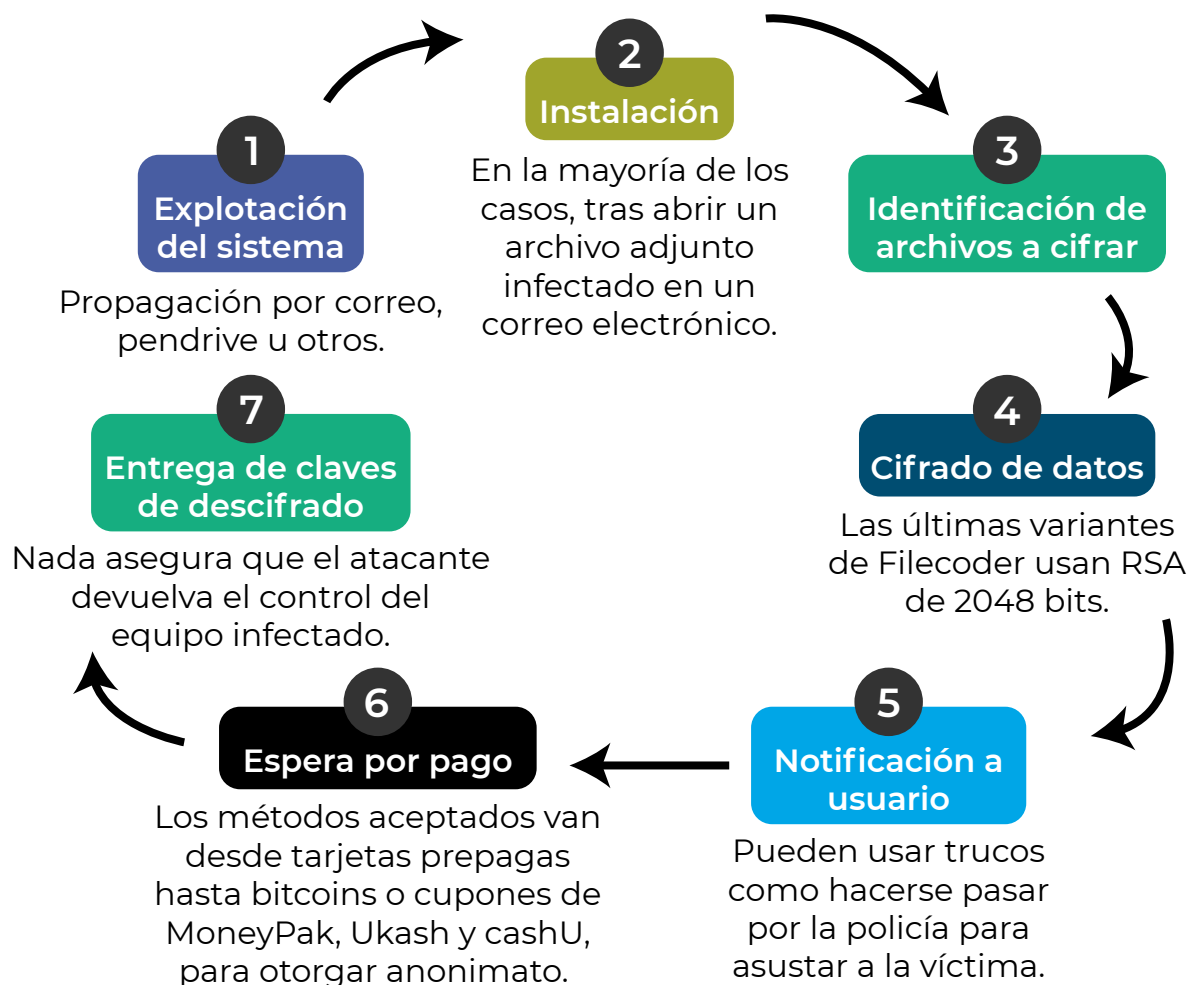 1
Explotación
del sistema
Propagación por correo,
pendrive u otros.
2
Instalación
En la mayoría de los
casos, tras abrir un
archivo adjunto
infectado en un
correo electrónico.
3
Identificación de
archivos a cifrar
4
Cifrado de datos
Las últimas variantes
de Filecoder usan RSA
de 2048 bits.
5
Notificación a
usuario
Pueden usar trucos
como hacerse pasar
por la policía para
asustar a la víctima.
6
Espera por pago
Los métodos aceptados van
desde tarjetas prepagas
hasta bitcoins o cupones de
MoneyPak, Ukash y cashU,
para otorgar anonimato.
7
Entrega de claves
de descifrado
Nada asegura que el atacante
devuelva el control del
equipo infectado.